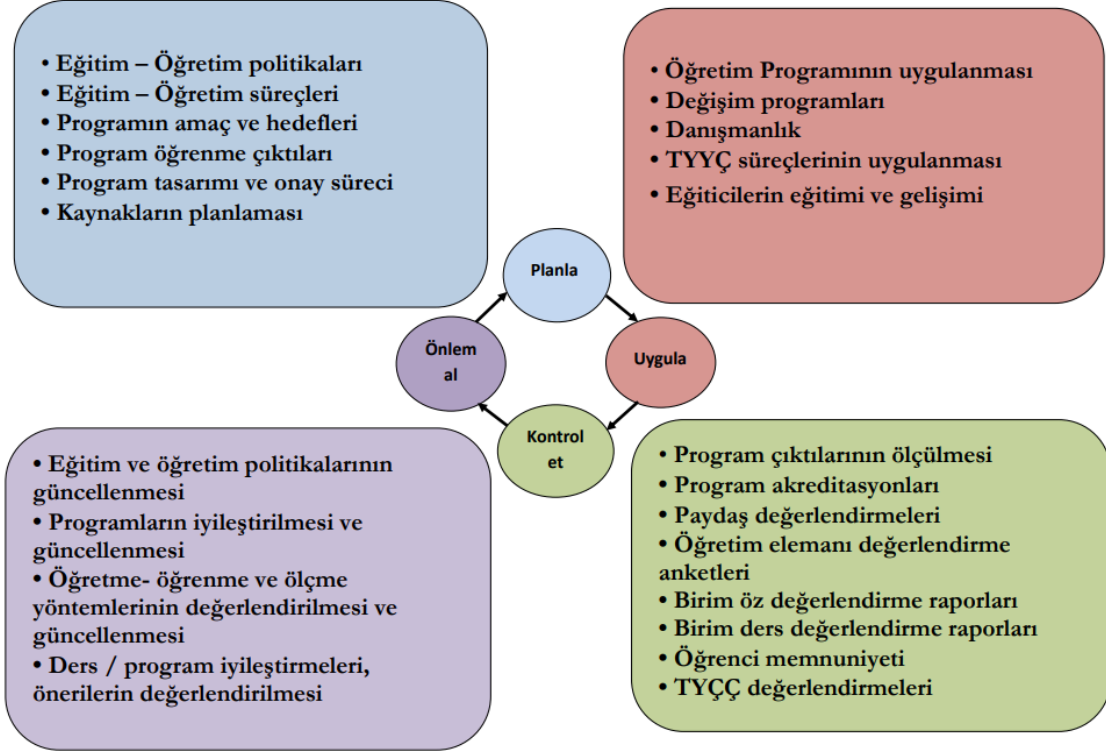 • Eğitim – Öğretim politikaları
• Eğitim – Öğretim süreçleri
• Programın amaç ve hedefleri
• Program öğrenme çıktıları
• Program tasarımı ve onay süreci
• Kaynakların planlaması
• Öğretim Programının uygulanması
• Değişim programları
• Danışmanlık
• TYYÇ süreçlerinin uygulanması
• Eğiticilerin eğitimi ve gelişimi
Planla
Uygula
Kontrol
et
Önlem
al
• Eğitim ve öğretim politikalarının
güncellenmesi
• Programların iyileştirilmesi ve
güncellenmesi
• Öğretme- öğrenme ve ölçme
yöntemlerinin değerlendirilmesi ve
güncellenmesi
• Ders / program iyileştirmeleri,
önerilerin değerlendirilmesi
• Program çıktılarının ölçülmesi
• Program akreditasyonları
• Paydaş değerlendirmeleri
• Öğretim elemanı değerlendirme
anketleri
• Birim öz değerlendirme raporları
• Birim ders değerlendirme raporları
• Öğrenci memnuniyeti
• TYÇÇ değerlendirmeleri